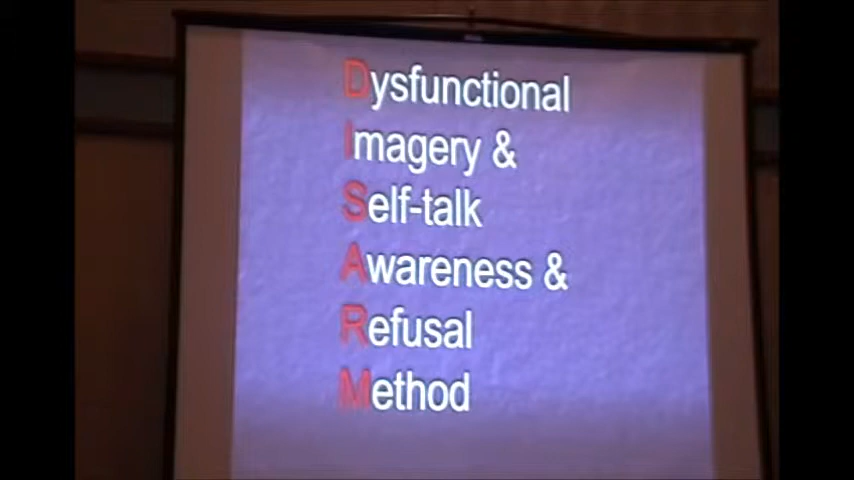 Dysfunctional
Imagery &
Self-talk
Awareness &
Refusal
Method